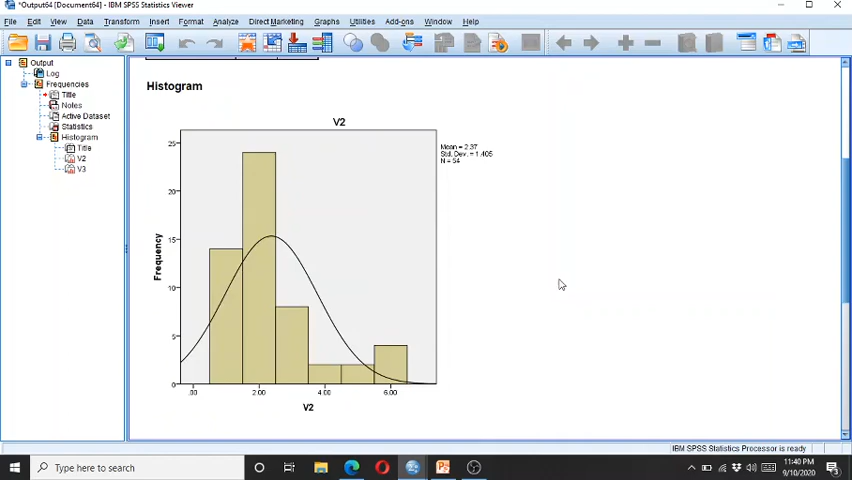 *Output64 [Document64] - IBM SPSS Statistics Viewer
File Edit View Data Transform Insert Format Analyze Direct Marketing Graphs Utilities Add-ons Window Help
Output
Log
Frequencies
Title
Notes
Active Dataset
Statistics
Histogram
Title
V2
V3
Histogram
V2
Mean = 2.37
Std. Dev. = 1.405
N = 54
25
20
15
10
5
0
Frequency
.00 2.00 4.00 6.00
V2
IBM SPSS Statistics Processor is ready
Type here to search
11:40 PM
9/10/2020
3